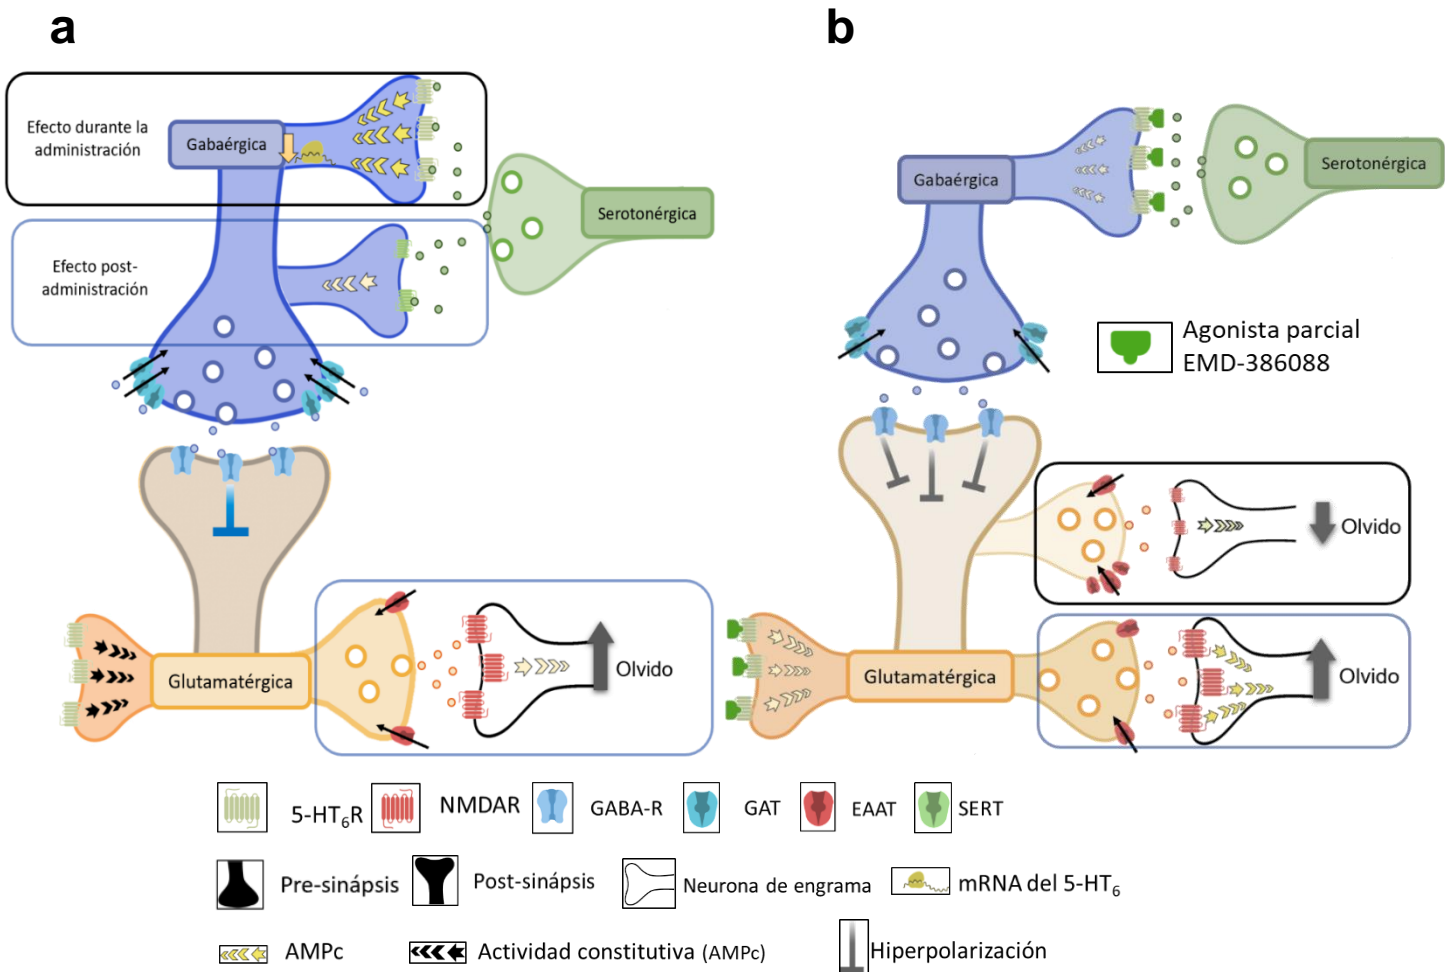 a
b
Efecto durante la
administración
Gabaérgica
Serotonérgica
Efecto post-
administración
Gabaérgica
Serotonérgica
Agonista parcial
EMD-386088
Glutamatérgica
Olvido
Glutamatérgica
Olvido
Olvido
5-HT6R
NMDAR
GABA-R
GAT
EAAT
SERT
Pre-sinápsis
Post-sinápsis
Neurona de engrama
mRNA del 5-HT6
AMPc
Actividad constitutiva (AMPc)
Hiperpolarización